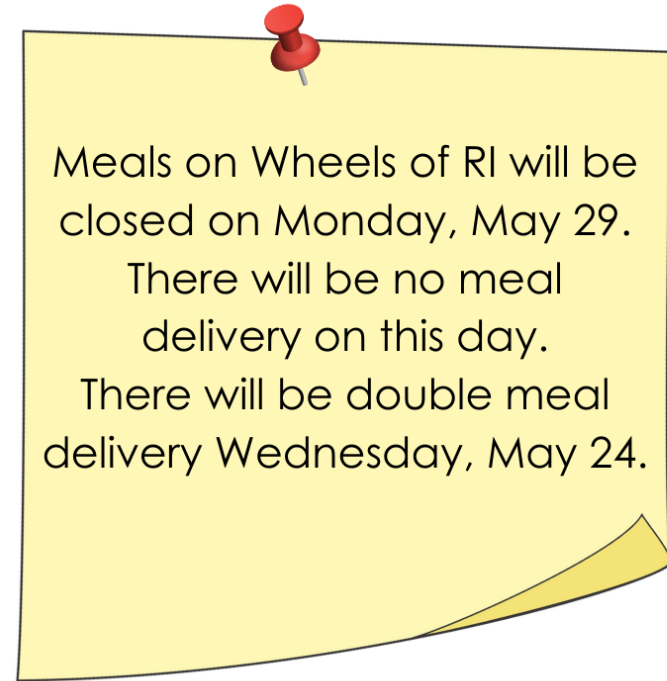 Meals on Wheels of RI will be
closed on Monday, May 29.
There will be no meal
delivery on this day.
There will be double meal
delivery Wednesday, May 24.